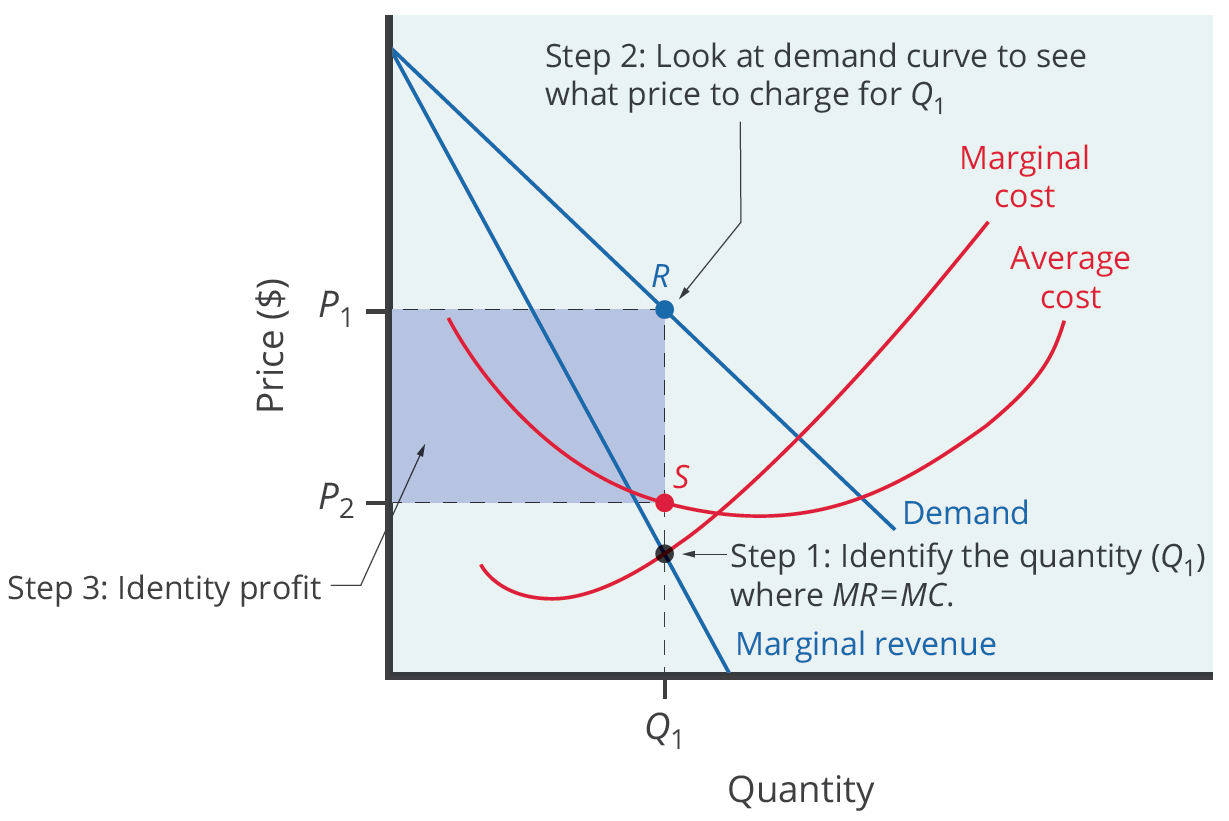 Step 2: Look at demand curve to see
what price to charge for Q1
Marginal
cost
Average
cost
R
P1
Price ($)
S
P2
Demand
Step 1: Identify the quantity (Q1)
where MR=MC.
Step 3: Identity profit
Marginal revenue
Q1
Quantity